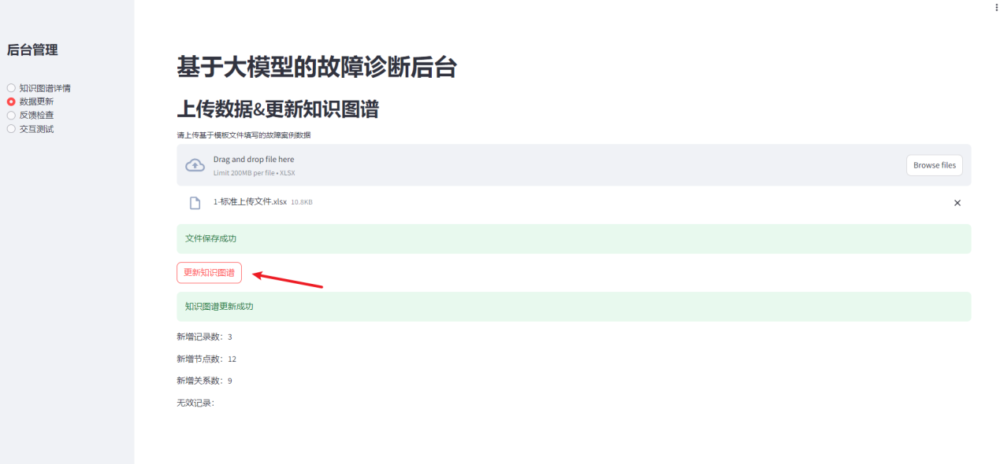 后台管理
知识图谱详情
数据更新
反馈检查
交互测试
基于大模型的故障诊断后台
上传数据&更新知识图谱
请上传基于模板文件填写的故障案例数据
Drag and drop file here
Limit 200MB per file • XLSX
Browse files
1-标准上传文件.xlsx 10.8KB
文件保存成功
更新知识图谱
知识图谱更新成功
新增记录数：3
新增节点数：12
新增关系数：9
无效记录：